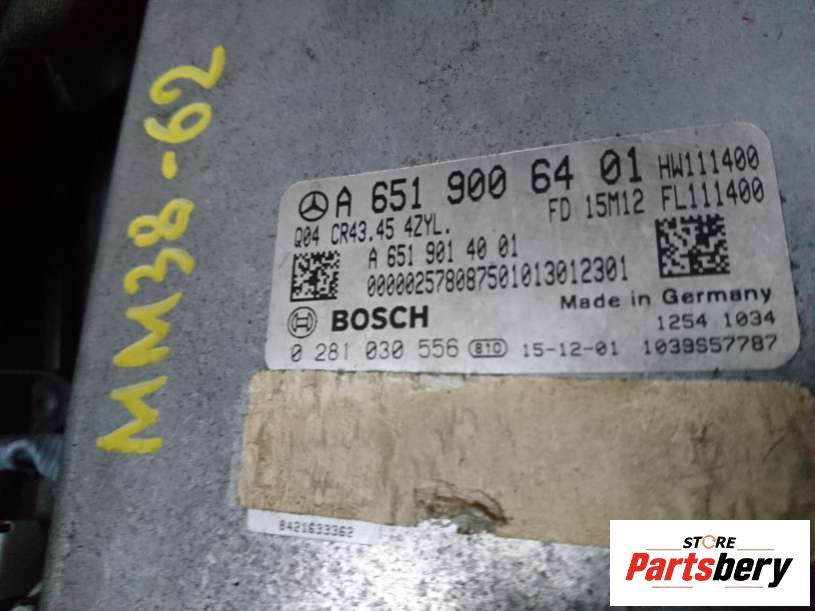 MM38-62
A 651 900 64 01 HW111400
Q04 CR43.45 4ZYL. FD 15M12 FL111400
A 651 901 40 01
000002578087501013012301
BOSCH Made in Germany
1254 1034
0 281 030 556 810 15-12-01 1039S57787
8421633362
STORE
Partsbery